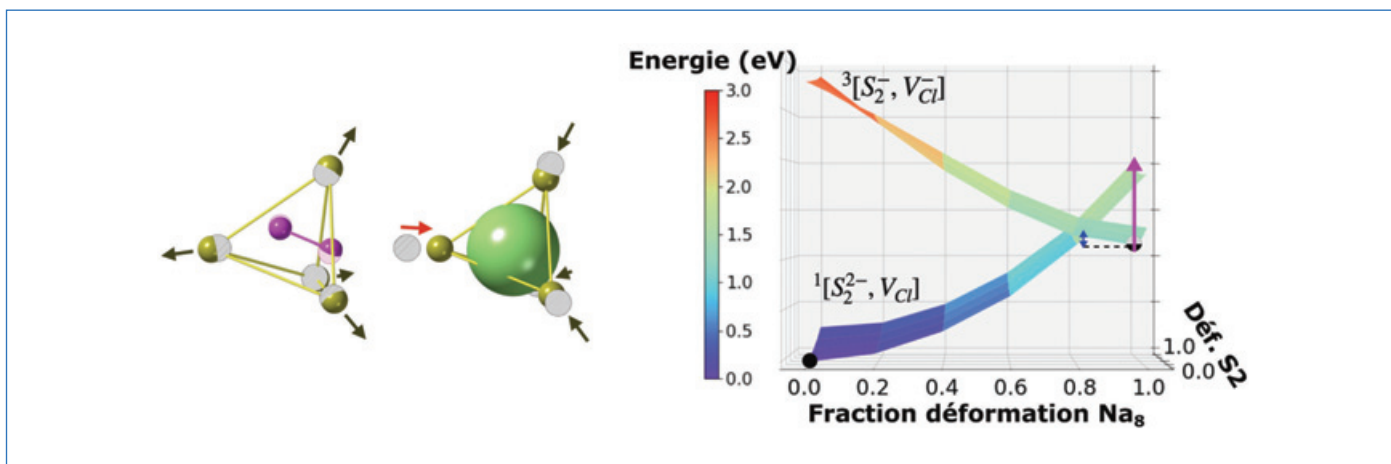 Energie (eV)
3.0
2.5
2.0
1.5
1.0
0.5
0.0
³[S₂⁻, V_Cl⁻]
¹[S₂²⁻, V_Cl]
0.0 0.2 0.4 0.6 0.8 1.0
Fraction déformation Na₈
1.0
0.0
Déf. S2